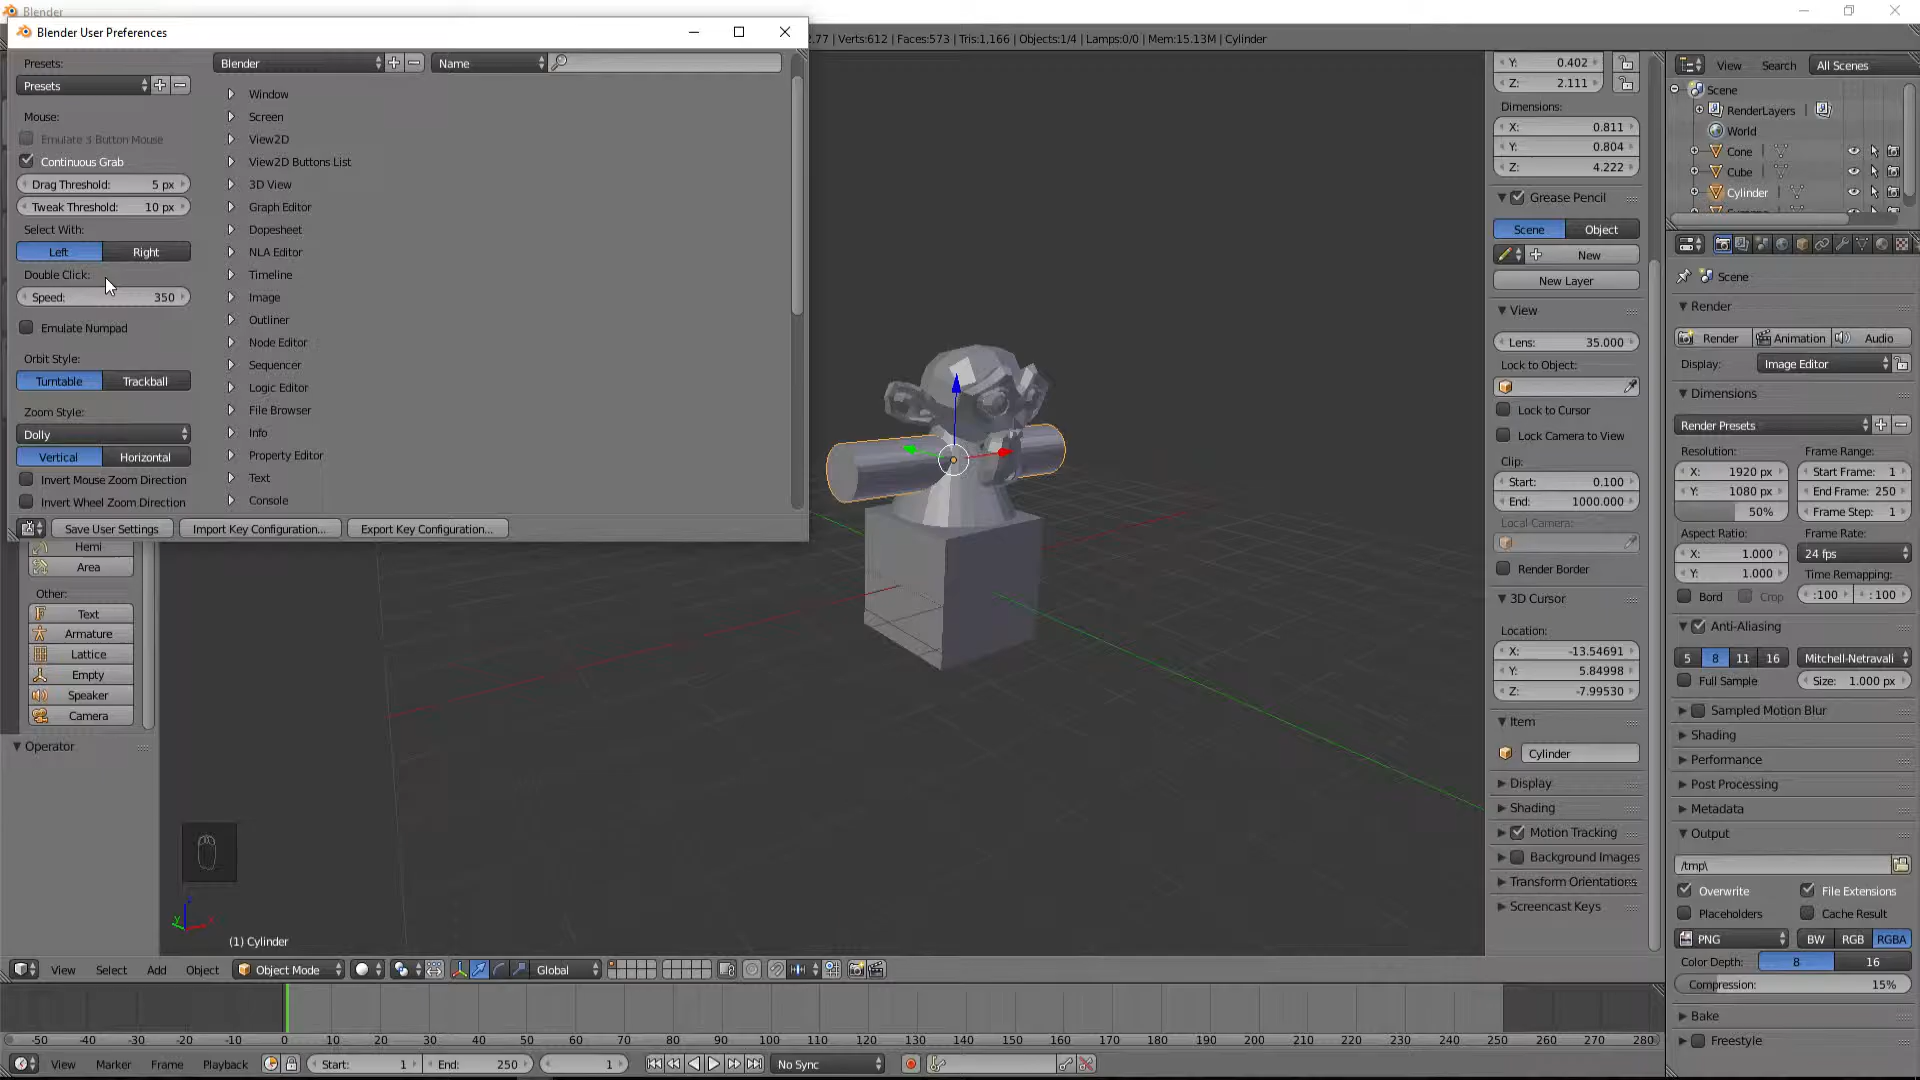 Blender
Blender User Preferences
2.77 | Verts:612 | Faces:573 | Tris:1,166 | Objects:1/4 | Lamps:0/0 | Mem:15.13M | Cylinder
Presets:
Presets
Mouse:
Emulate 3 Button Mouse
Continuous Grab
Drag Threshold: 5 px
Tweak Threshold: 10 px
Select With:
Left Right
Double Click:
Speed: 350
Emulate Numpad
Orbit Style:
Turntable Trackball
Zoom Style:
Dolly
Vertical Horizontal
Invert Mouse Zoom Direction
Invert Wheel Zoom Direction
Blender
Name
Window
Screen
View2D
View2D Buttons List
3D View
Graph Editor
Dopesheet
NLA Editor
Timeline
Image
Outliner
Node Editor
Sequencer
Logic Editor
File Browser
Info
Property Editor
Text
Console
Save User Settings
Import Key Configuration...
Export Key Configuration...
Hemi
Area
Other:
Text
Armature
Lattice
Empty
Speaker
Camera
Operator
(1) Cylinder
Y: 0.402
Z: 2.111
Dimensions:
X: 0.811
Y: 0.804
Z: 4.222
Grease Pencil
Scene Object
New
New Layer
View
Lens: 35.000
Lock to Object:
Lock to Cursor
Lock Camera to View
Clip:
Start: 0.100
End: 1000.000
Local Camera:
Render Border
3D Cursor
Location:
X: -13.54691
Y: 5.84998
Z: -7.99530
Item
Cylinder
Display
Shading
Motion Tracking
Background Images
Transform Orientations
Screencast Keys
View Search All Scenes
Scene
RenderLayers
World
Cone
Cube
Cylinder
Scene
Render
Render Animation Audio
Display: Image Editor
Dimensions
Render Presets
Resolution: Frame Range:
X: 1920 px Start Frame: 1
Y: 1080 px End Frame: 250
50% Frame Step: 1
Aspect Ratio: Frame Rate:
X: 1.000 24 fps
Y: 1.000 Time Remapping:
Bord Crop :100 :100
Anti-Aliasing
5 8 11 16 Mitchell-Netravali
Full Sample Size: 1.000 px
Sampled Motion Blur
Shading
Performance
Post Processing
Metadata
Output
/tmp\
Overwrite File Extensions
Placeholders Cache Result
PNG BW RGB RGBA
Color Depth: 8 16
Compression: 15%
Bake
Freestyle
View Select Add Object Object Mode Global
-50 -40 -30 -20 -10 0 10 20 30 40 50 60 70 80 90 100 110 120 130 140 150 160 170 180 190 200 210 220 230 240 250 260 270 280
View Marker Frame Playback Start: 1 End: 250 1 No Sync